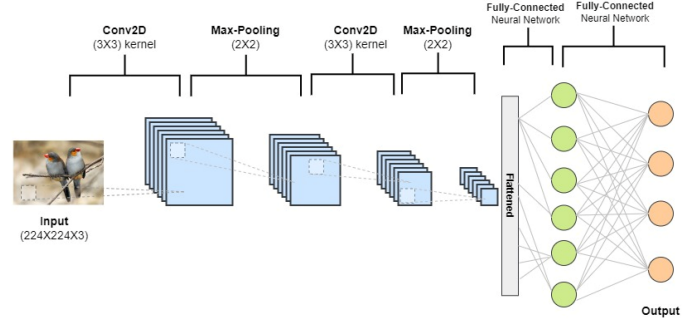 Conv2D
(3X3) kernel
Max-Pooling
(2X2)
Conv2D
(3X3) kernel
Max-Pooling
(2X2)
Fully-Connected
Neural Network
Fully-Connected
Neural Network
Input
(224X224X3)
Flattened
Output